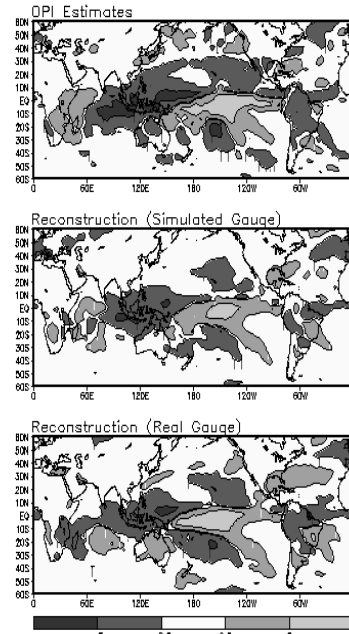 OPI Estimates
60N
50N
40N
30N
20N
10N
EQ
10S
20S
30S
40S
50S
60S
0 60E 120E 180 120W 60W
Reconstruction (Simulated Gauge)
60N
50N
40N
30N
20N
10N
EQ
10S
20S
30S
40S
50S
60S
0 60E 120E 180 120W 60W
Reconstruction (Real Gauge)
60N
50N
40N
30N
20N
10N
EQ
10S
20S
30S
40S
50S
60S
0 60E 120E 180 120W 60W